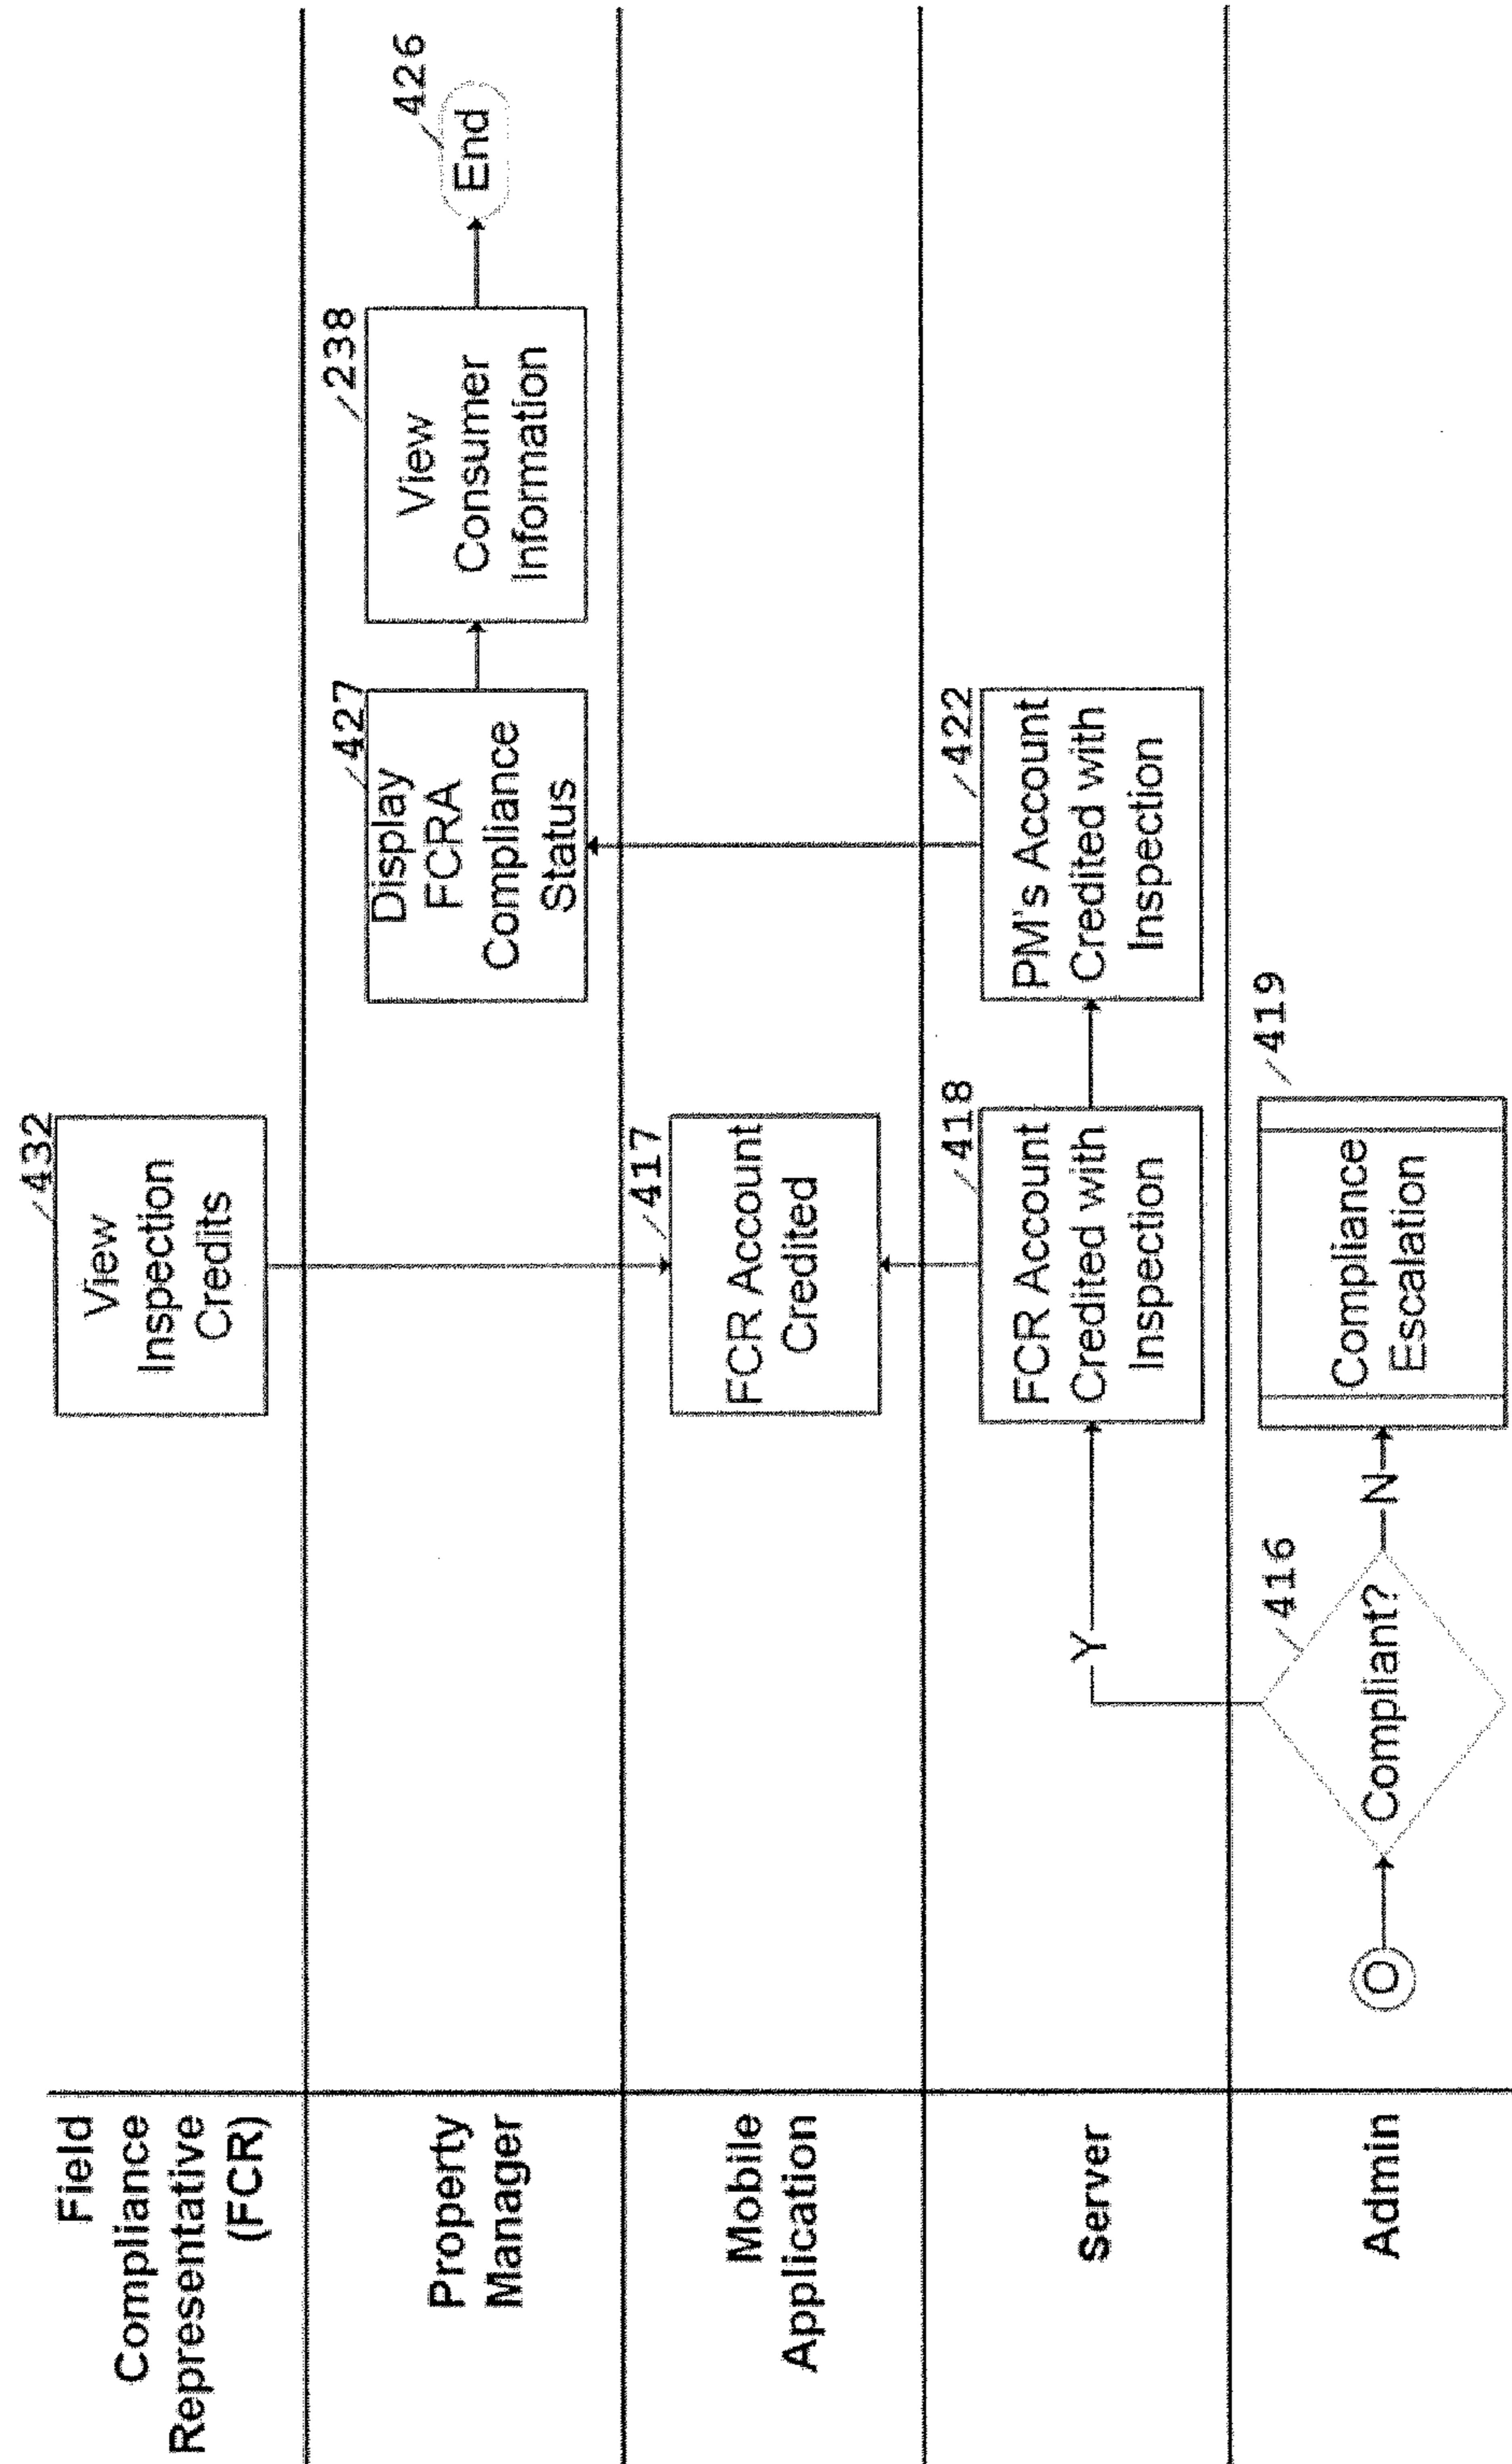 Field
Compliance
Representative
(FCR)
432
View
Inspection
Credits
Property
Manager
427
Display
FCRA
Compliance
Status
238
View
Consumer
Information
426
End
Mobile
Application
417
FCR Account
Credited
Server
Y
418
FCR Account
Credited with
Inspection
422
PM's Account
Credited with
Inspection
Admin
O
416
Compliant?
N
419
Compliance
Escalation